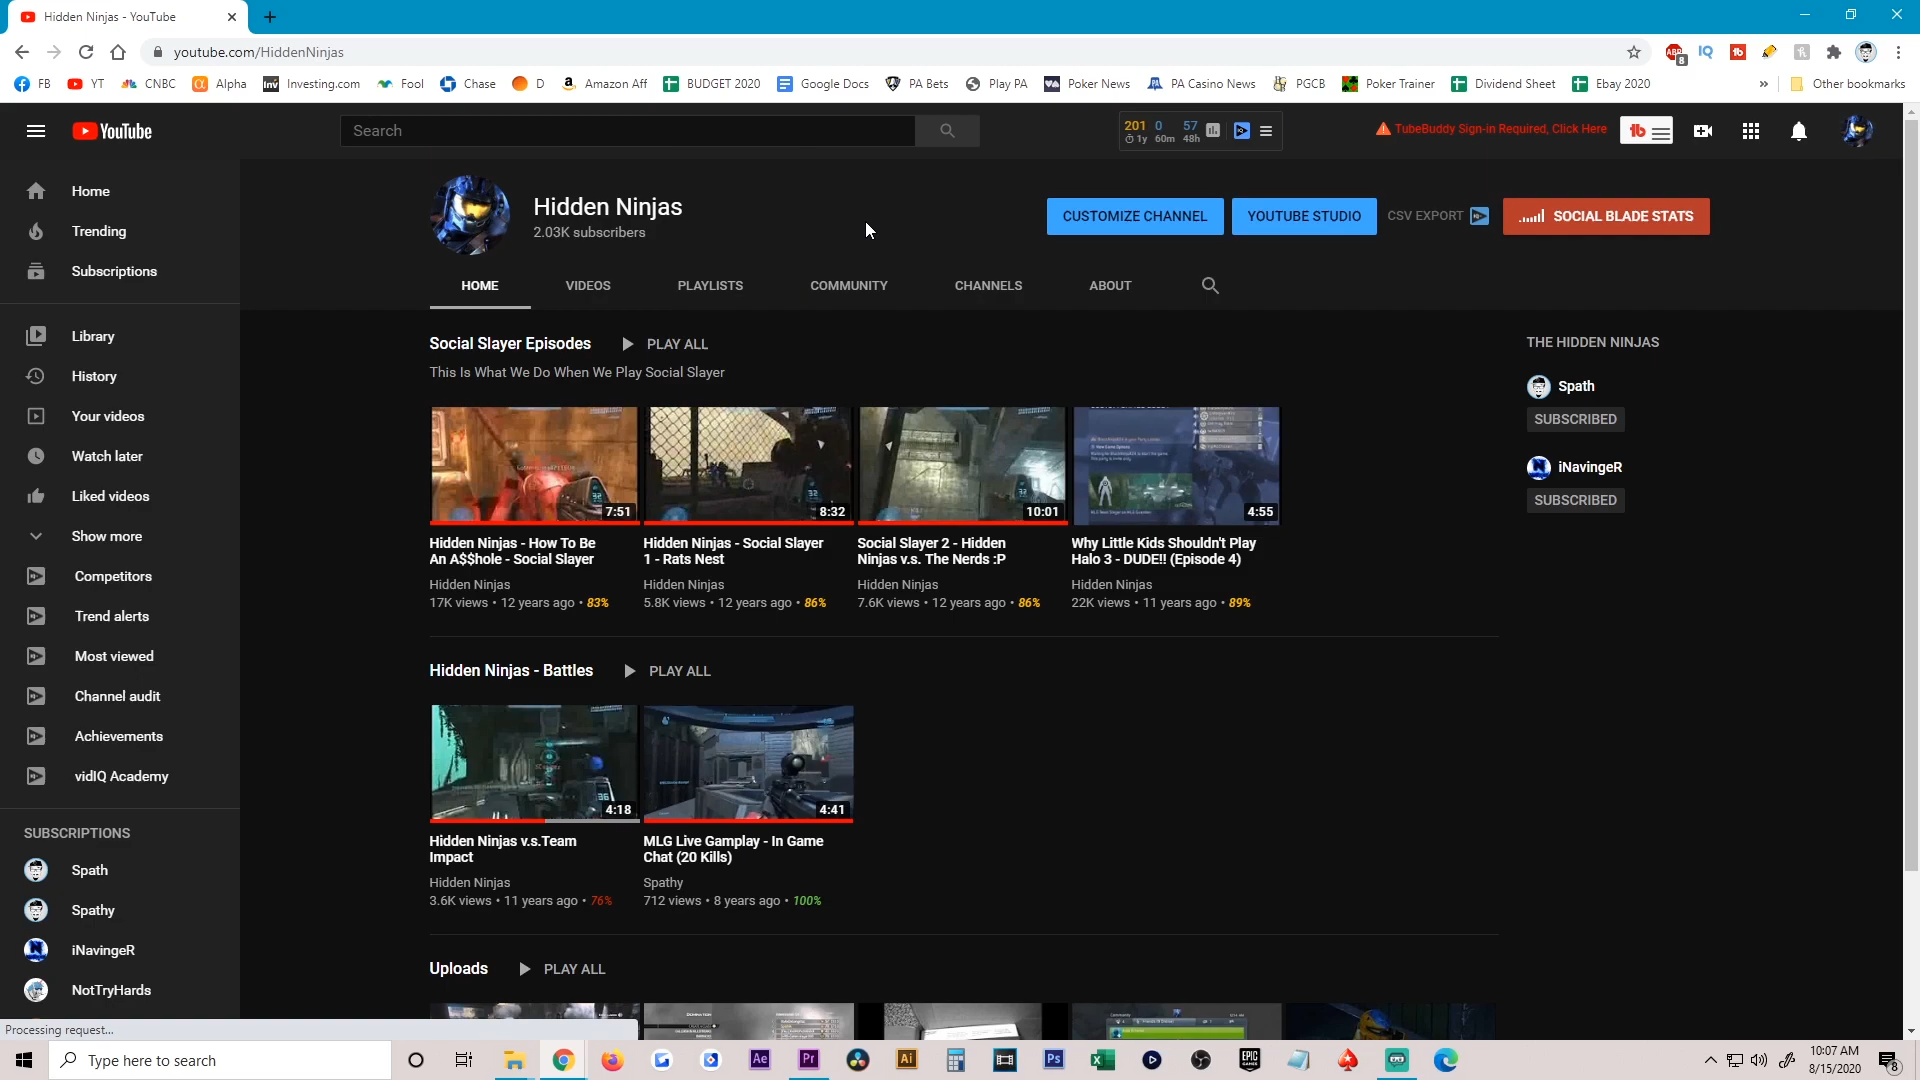 Hidden Ninjas - YouTube
youtube.com/HiddenNinjas
FB YT CNBC Alpha Investing.com Fool Chase D Amazon Aff BUDGET 2020 Google Docs PA Bets Play PA Poker News PA Casino News PGCB Poker Trainer Dividend Sheet Ebay 2020 » Other bookmarks
YouTube
Search
201 0 57
1y 60m 48h
TubeBuddy Sign-in Required, Click Here
Home
Trending
Subscriptions
Library
History
Your videos
Watch later
Liked videos
Show more
Competitors
Trend alerts
Most viewed
Channel audit
Achievements
vidIQ Academy
SUBSCRIPTIONS
Spath
Spathy
iNavingeR
NotTryHards
Processing request...
Hidden Ninjas
2.03K subscribers
CUSTOMIZE CHANNEL YOUTUBE STUDIO CSV EXPORT SOCIAL BLADE STATS
HOME VIDEOS PLAYLISTS COMMUNITY CHANNELS ABOUT
Social Slayer Episodes PLAY ALL
This Is What We Do When We Play Social Slayer
7:51 8:32 10:01 4:55
Hidden Ninjas - How To Be An A$$hole - Social Slayer
Hidden Ninjas
17K views • 12 years ago • 83%
Hidden Ninjas - Social Slayer 1 - Rats Nest
Hidden Ninjas
5.8K views • 12 years ago • 86%
Social Slayer 2 - Hidden Ninjas v.s. The Nerds :P
Hidden Ninjas
7.6K views • 12 years ago • 86%
Why Little Kids Shouldn't Play Halo 3 - DUDE!! (Episode 4)
Hidden Ninjas
22K views • 11 years ago • 89%
Hidden Ninjas - Battles PLAY ALL
4:18 4:41
Hidden Ninjas v.s.Team Impact
Hidden Ninjas
3.6K views • 11 years ago • 76%
MLG Live Gamplay - In Game Chat (20 Kills)
Spathy
712 views • 8 years ago • 100%
Uploads PLAY ALL
THE HIDDEN NINJAS
Spath
SUBSCRIBED
iNavingeR
SUBSCRIBED
Type here to search
10:07 AM
8/15/2020